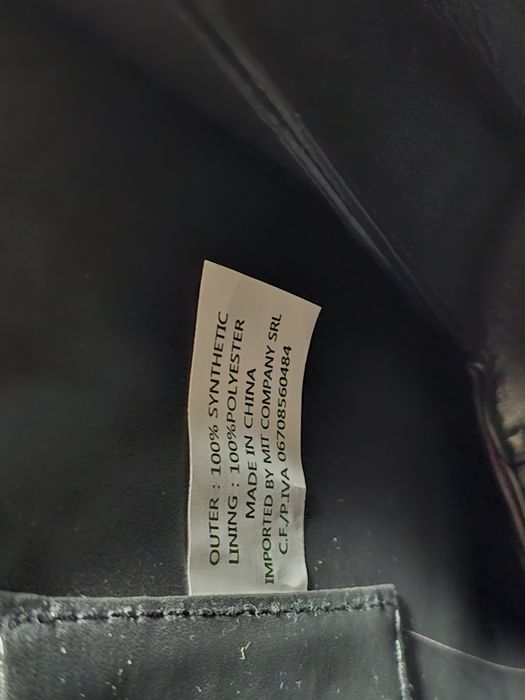 OUTER : 100% SYNTHETIC
LINING : 100%POLYESTER
MADE IN CHINA
IMPORTED BY MIT COMPANY SRL
C.F./P.IVA 06708560484